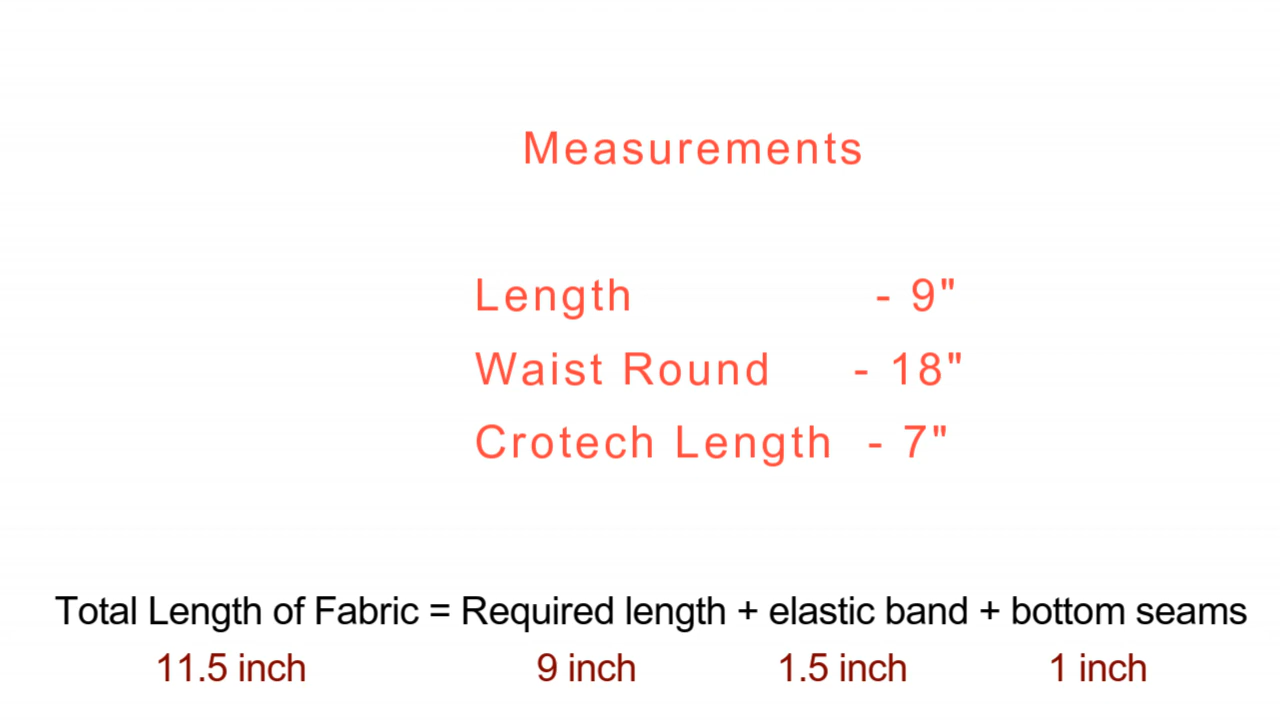 Measurements
Length - 9"
Waist Round - 18"
Crotech Length - 7"
Total Length of Fabric = Required length + elastic band + bottom seams
11.5 inch 9 inch 1.5 inch 1 inch